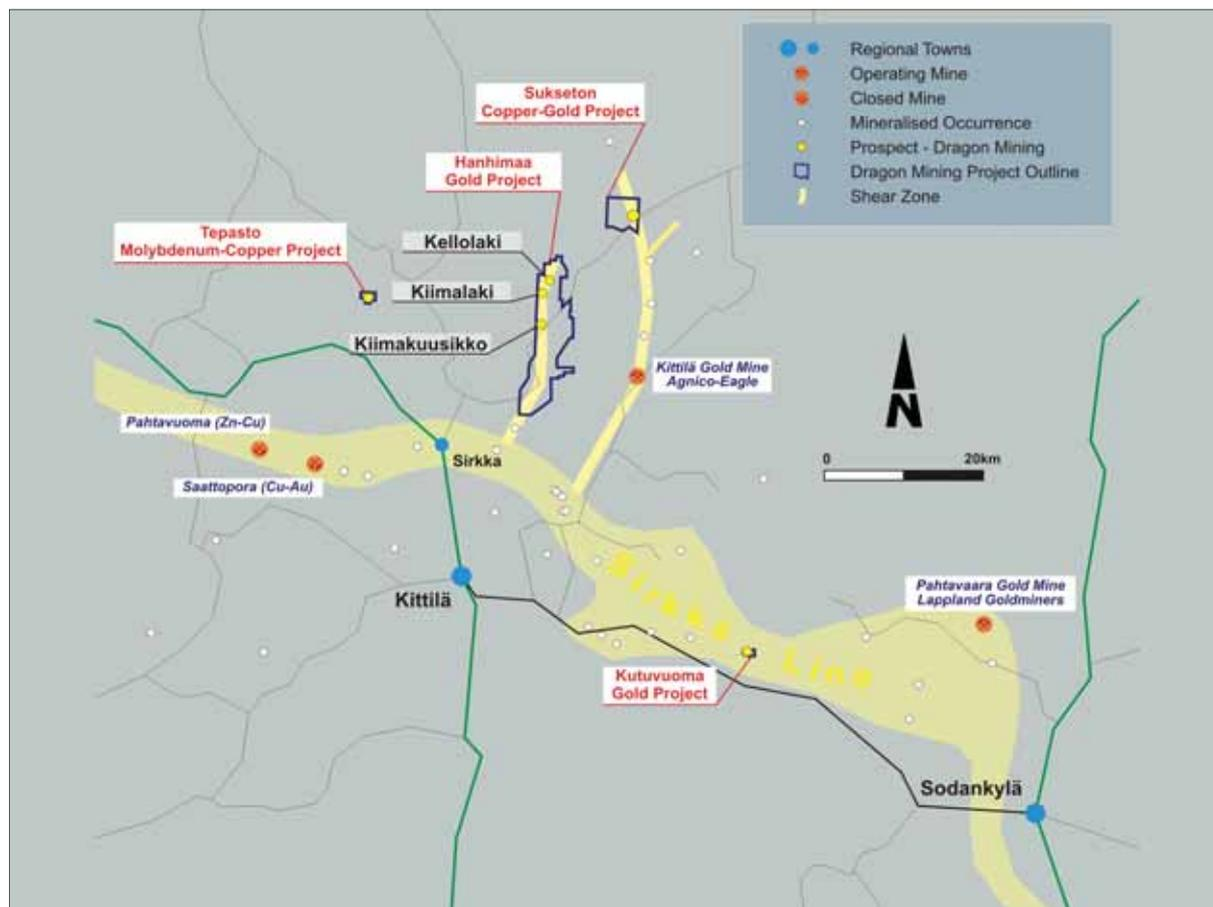 Regional Towns
Operating Mine
Closed Mine
Mineralised Occurrence
Prospect - Dragon Mining
Dragon Mining Project Outline
Shear Zone
Sukseton
Copper-Gold Project
Hanhimaa
Gold Project
Tepasto
Molybdenum-Copper Project
Kellolaki
Kiimalaki
Kiimakuusikko
Kittilä Gold Mine
Agnico-Eagle
N
0 20km
Pahtavuoma (Zn-Cu)
Sirkka
Saattopora (Cu-Au)
Kittilä
Sirkka Line
Pahtavaara Gold Mine
Lappland Goldminers
Kutuvuoma
Gold Project
Sodankylä